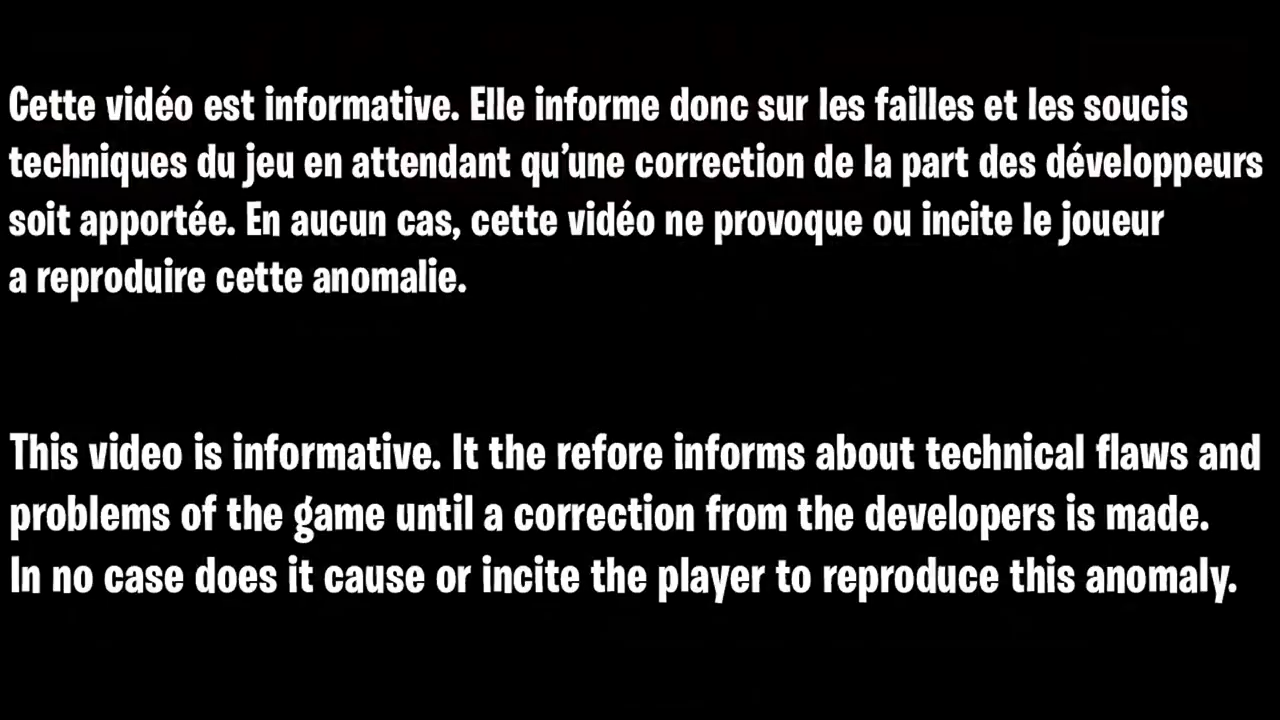 Cette vidéo est informative. Elle informe donc sur les failles et les soucis
techniques du jeu en attendant qu’une correction de la part des développeurs
soit apportée. En aucun cas, cette vidéo ne provoque ou incite le joueur
a reproduire cette anomalie.
This video is informative. It the refore informs about technical flaws and
problems of the game until a correction from the developers is made.
In no case does it cause or incite the player to reproduce this anomaly.